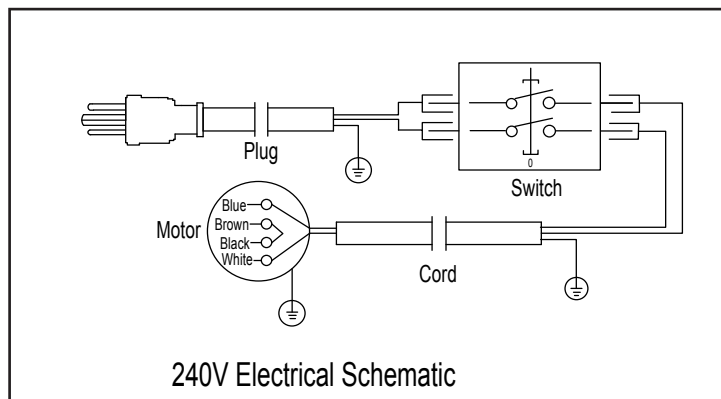 Plug
0
Switch
Motor
Blue
Brown
Black
White
Cord
240V Electrical Schematic